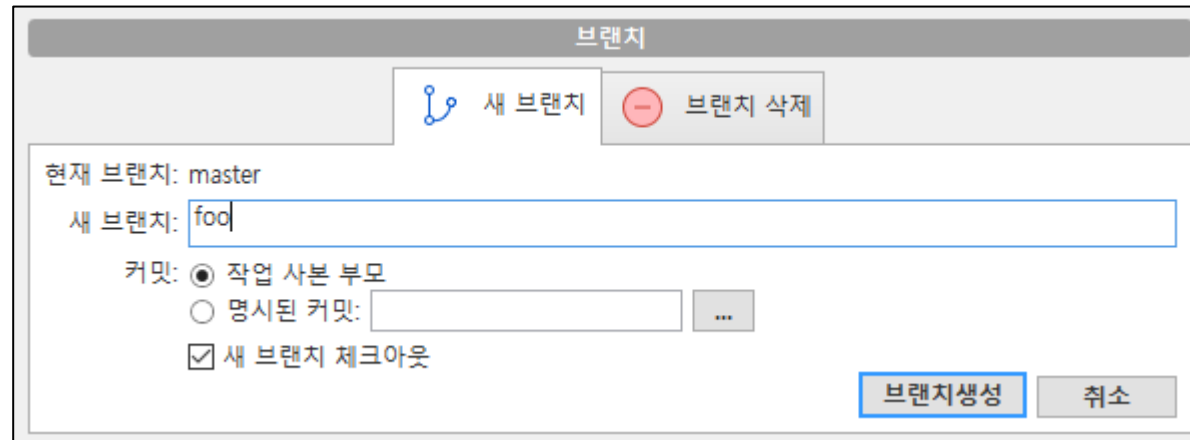 브랜치
새 브랜치 브랜치 삭제
현재 브랜치: master
새 브랜치: foo
커밋: 작업 사본 부모
명시된 커밋: ...
새 브랜치 체크아웃
브랜치생성 취소